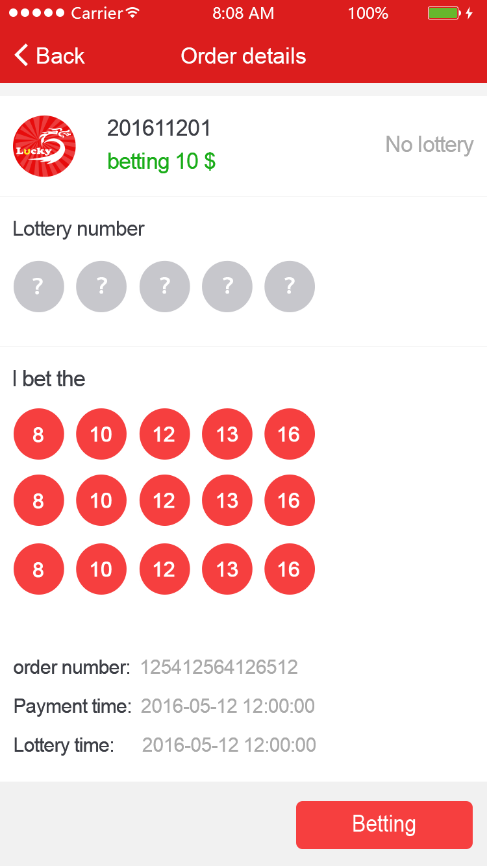 Carrier 8:08 AM 100%
Back Order details
201611201
Lucky 5
betting 10 $
No lottery
Lottery number
? ? ? ? ?
I bet the
8 10 12 13 16
8 10 12 13 16
8 10 12 13 16
order number: 125412564126512
Payment time: 2016-05-12 12:00:00
Lottery time: 2016-05-12 12:00:00
Betting